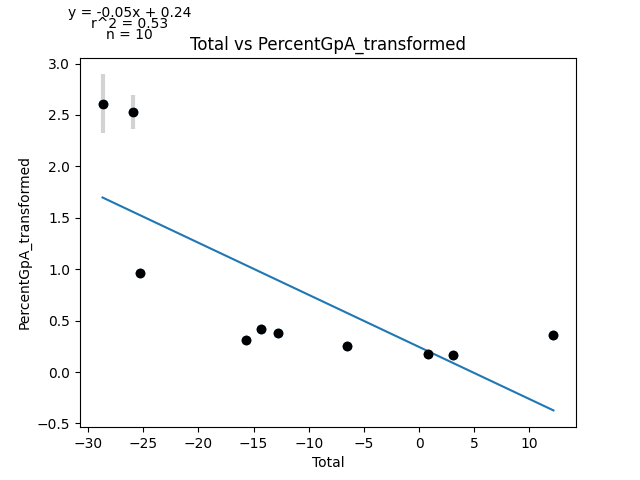 y = -0.05x + 0.24
r^2 = 0.53
n = 10
Total vs PercentGpA_transformed
3.0
2.5
2.0
1.5
1.0
0.5
0.0
−0.5
PercentGpA_transformed
−30 −25 −20 −15 −10 −5 0 5 10
Total